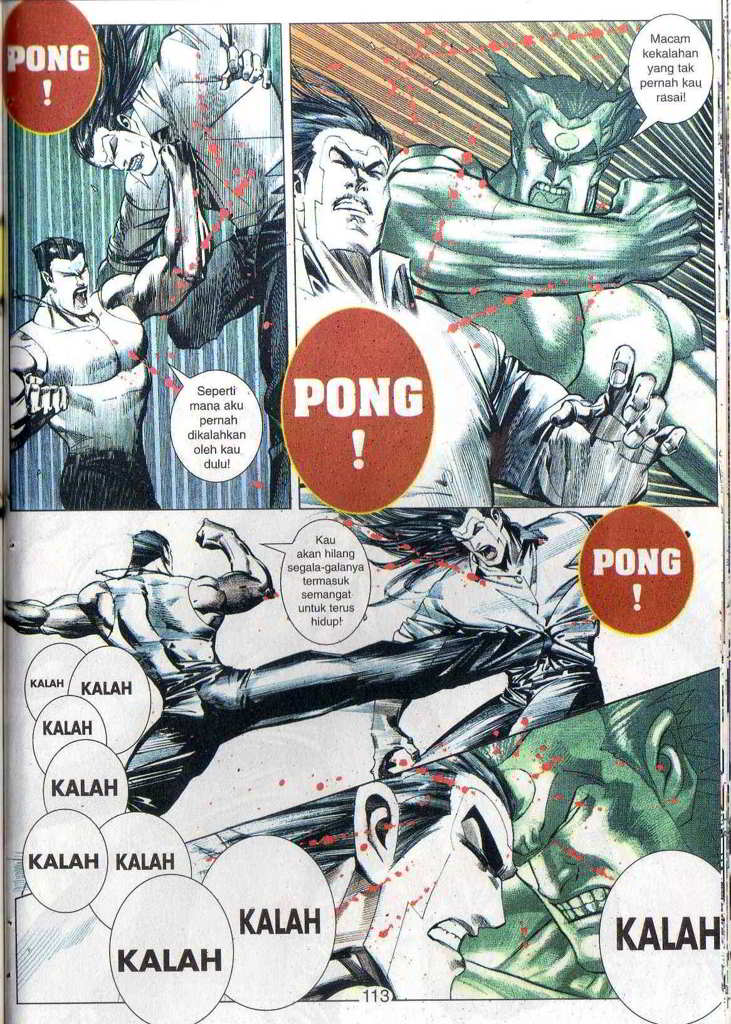 PONG
!
Seperti
mana aku
pernah
dikalahkan
oleh kau
dulu!
Macam
kekalahan
yang tak
pernah kau
rasai!
PONG
!
Kau
akan hilang
segala-galanya
termasuk
semangat
untuk terus
hidup!
PONG
!
KALAH
KALAH
KALAH
KALAH
KALAH
KALAH
KALAH
KALAH
KALAH
113